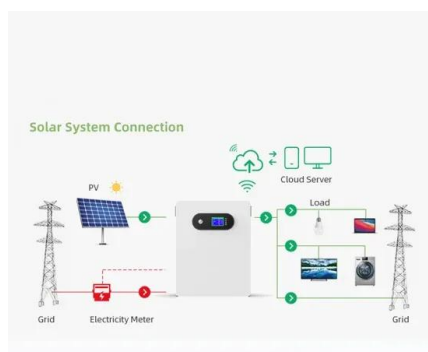 Solar System Connection
Cloud Server
PV
Load
Grid
Electricity Meter
Grid